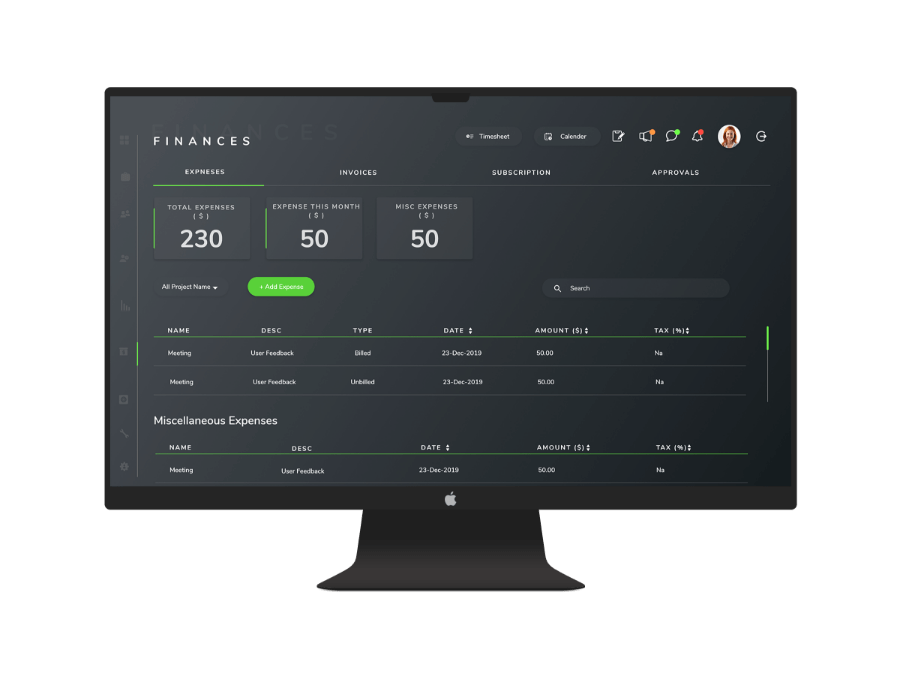 FINANCES
FINANCES
Timesheet
Calender
EXPNESES
INVOICES
SUBSCRIPTION
APPROVALS
TOTAL EXPENSES
( $ )
230
EXPENSE THIS MONTH
( $ )
50
MISC EXPENSES
( $ )
50
All Project Name
+ Add Expense
Search
NAME DESC TYPE DATE AMOUNT ($) TAX (%)
Meeting User Feedback Billed 23-Dec-2019 50.00 Na
Meeting User Feedback Unbilled 23-Dec-2019 50.00 Na
Miscellaneous Expenses
NAME DESC DATE AMOUNT ($) TAX (%)
Meeting User Feedback 23-Dec-2019 50.00 Na